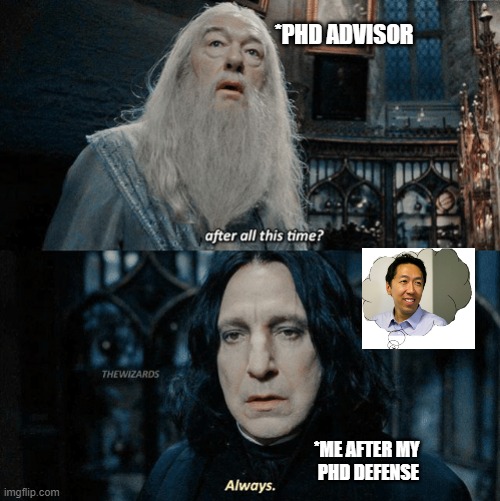 *PHD ADVISOR
after all this time?
THEWIZARDS
*ME AFTER MY
PHD DEFENSE
Always.
imgflip.com